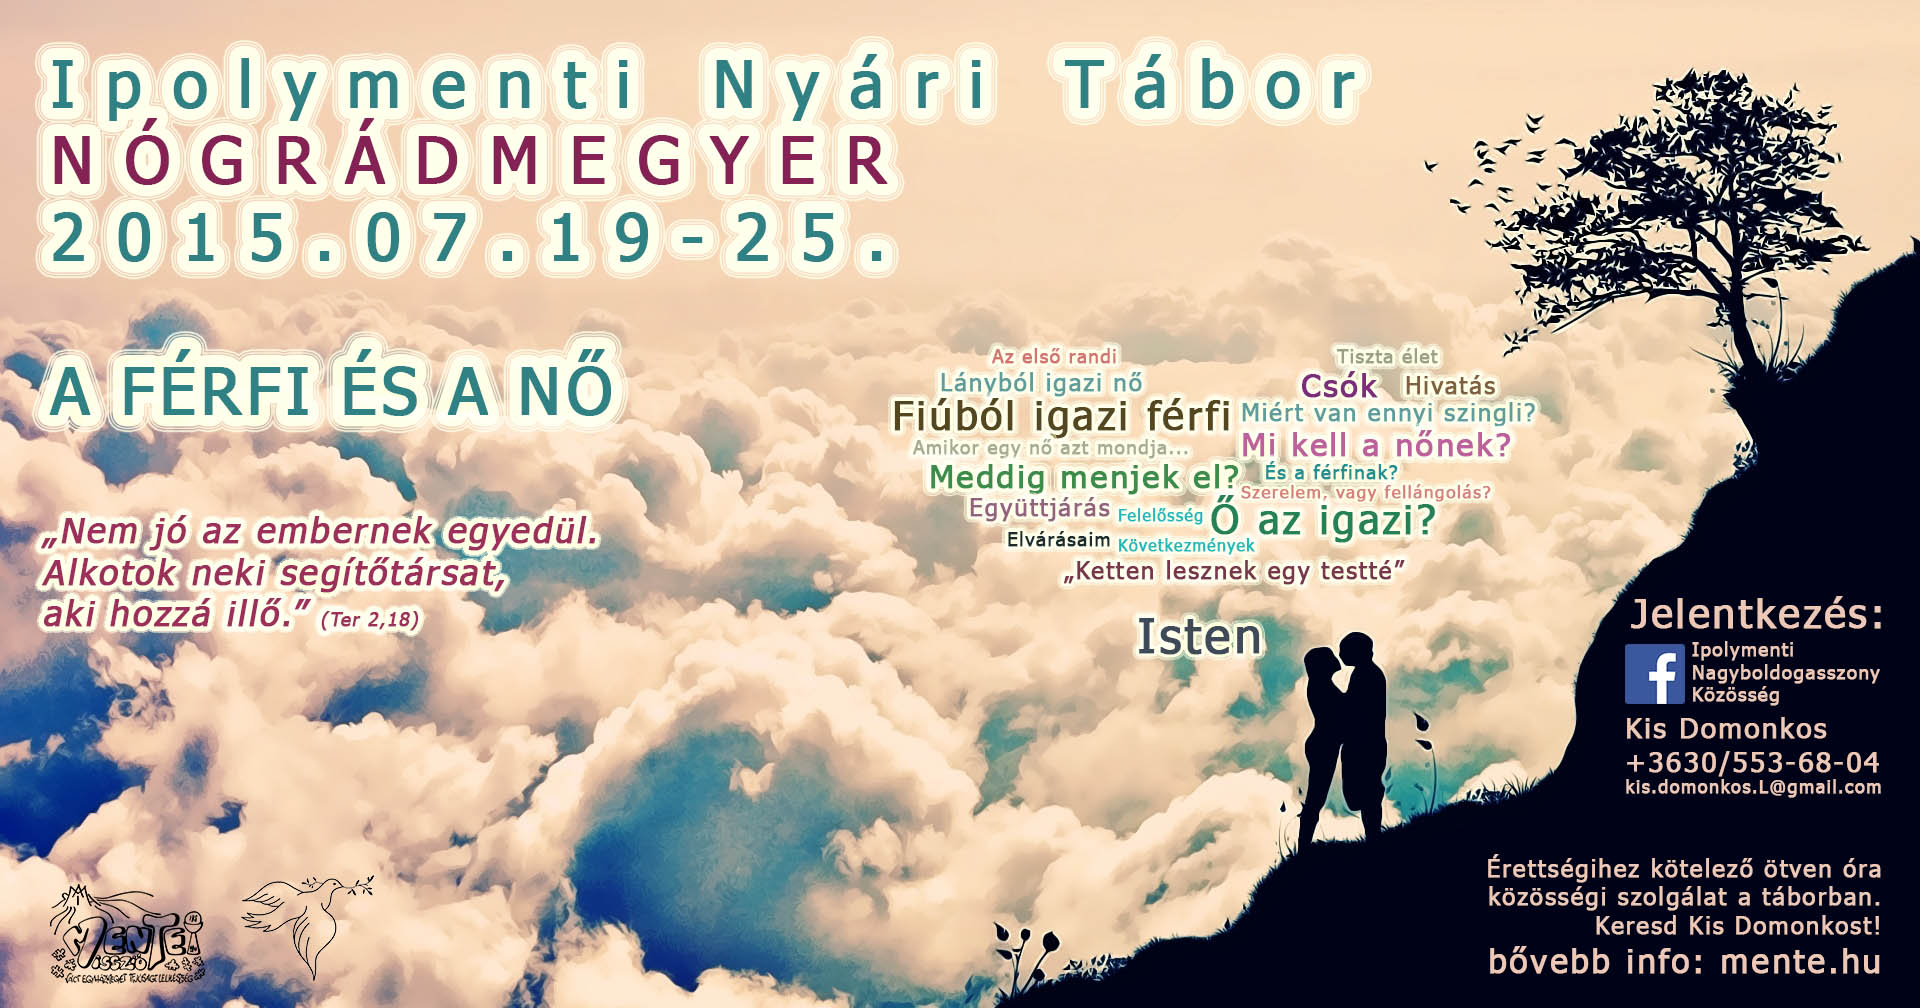 Ipolymenti Nyári Tábor
NÓGRÁDMEGYER
2015.07.19-25.
A FÉRFI ÉS A NŐ
„Nem jó az embernek egyedül.
Alkotok neki segítőtársat,
aki hozzá illő.” (Ter 2,18)
Az első randi
Lányból igazi nő
Fiúból igazi férfi
Amikor egy nő azt mondja...
Meddig menjek el?
Együttjárás
Felelősség
Elvárásaim
Következmények
Tiszta élet
Csók
Hivatás
Miért van ennyi szingli?
Mi kell a nőnek?
És a férfinak?
Szerelem, vagy fellángolás?
Ő az igazi?
„Ketten lesznek egy testté”
Isten
Jelentkezés:
f
Ipolymenti
Nagyboldogasszony
Közösség
Kis Domonkos
+3630/553-68-04
kis.domonkos.L@gmail.com
Érettségihez kötelező ötven óra
közösségi szolgálat a táborban.
Keresd Kis Domonkost!
bővebb info: mente.hu